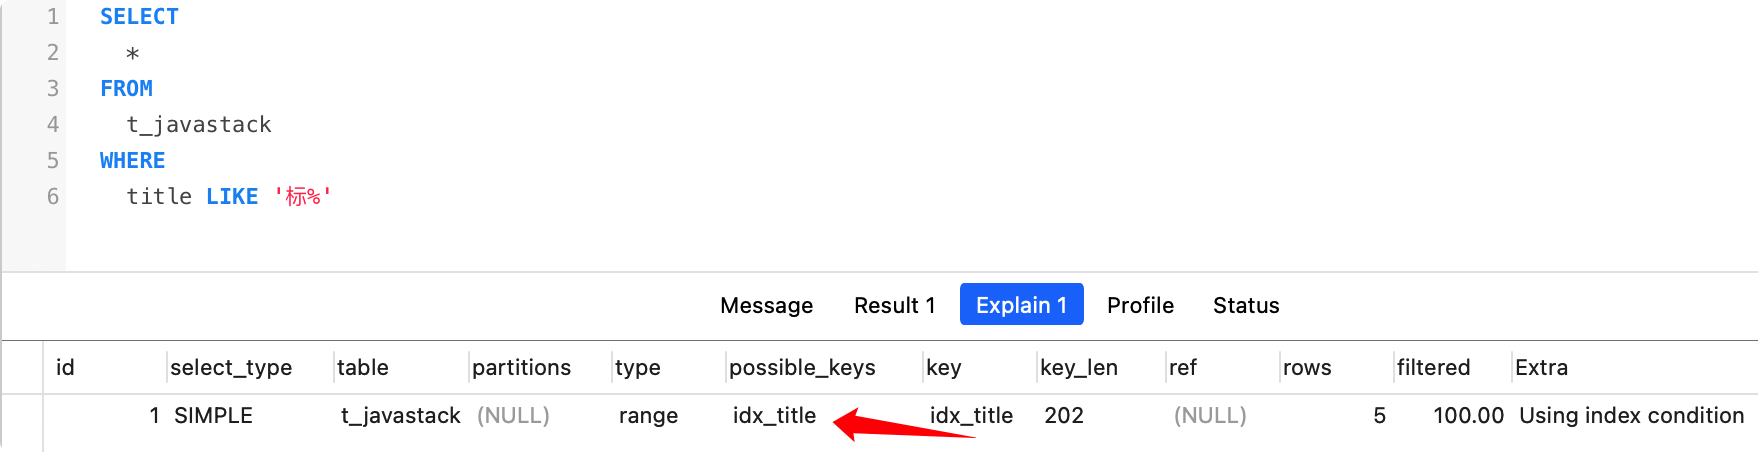 1 SELECT
2 *
3 FROM
4 t_javastack
5 WHERE
6 title LIKE '标%'
Message Result 1 Explain 1 Profile Status
id select_type table partitions type possible_keys key key_len ref rows filtered Extra
1 SIMPLE t_javastack (NULL) range idx_title idx_title 202 (NULL) 5 100.00 Using index condition